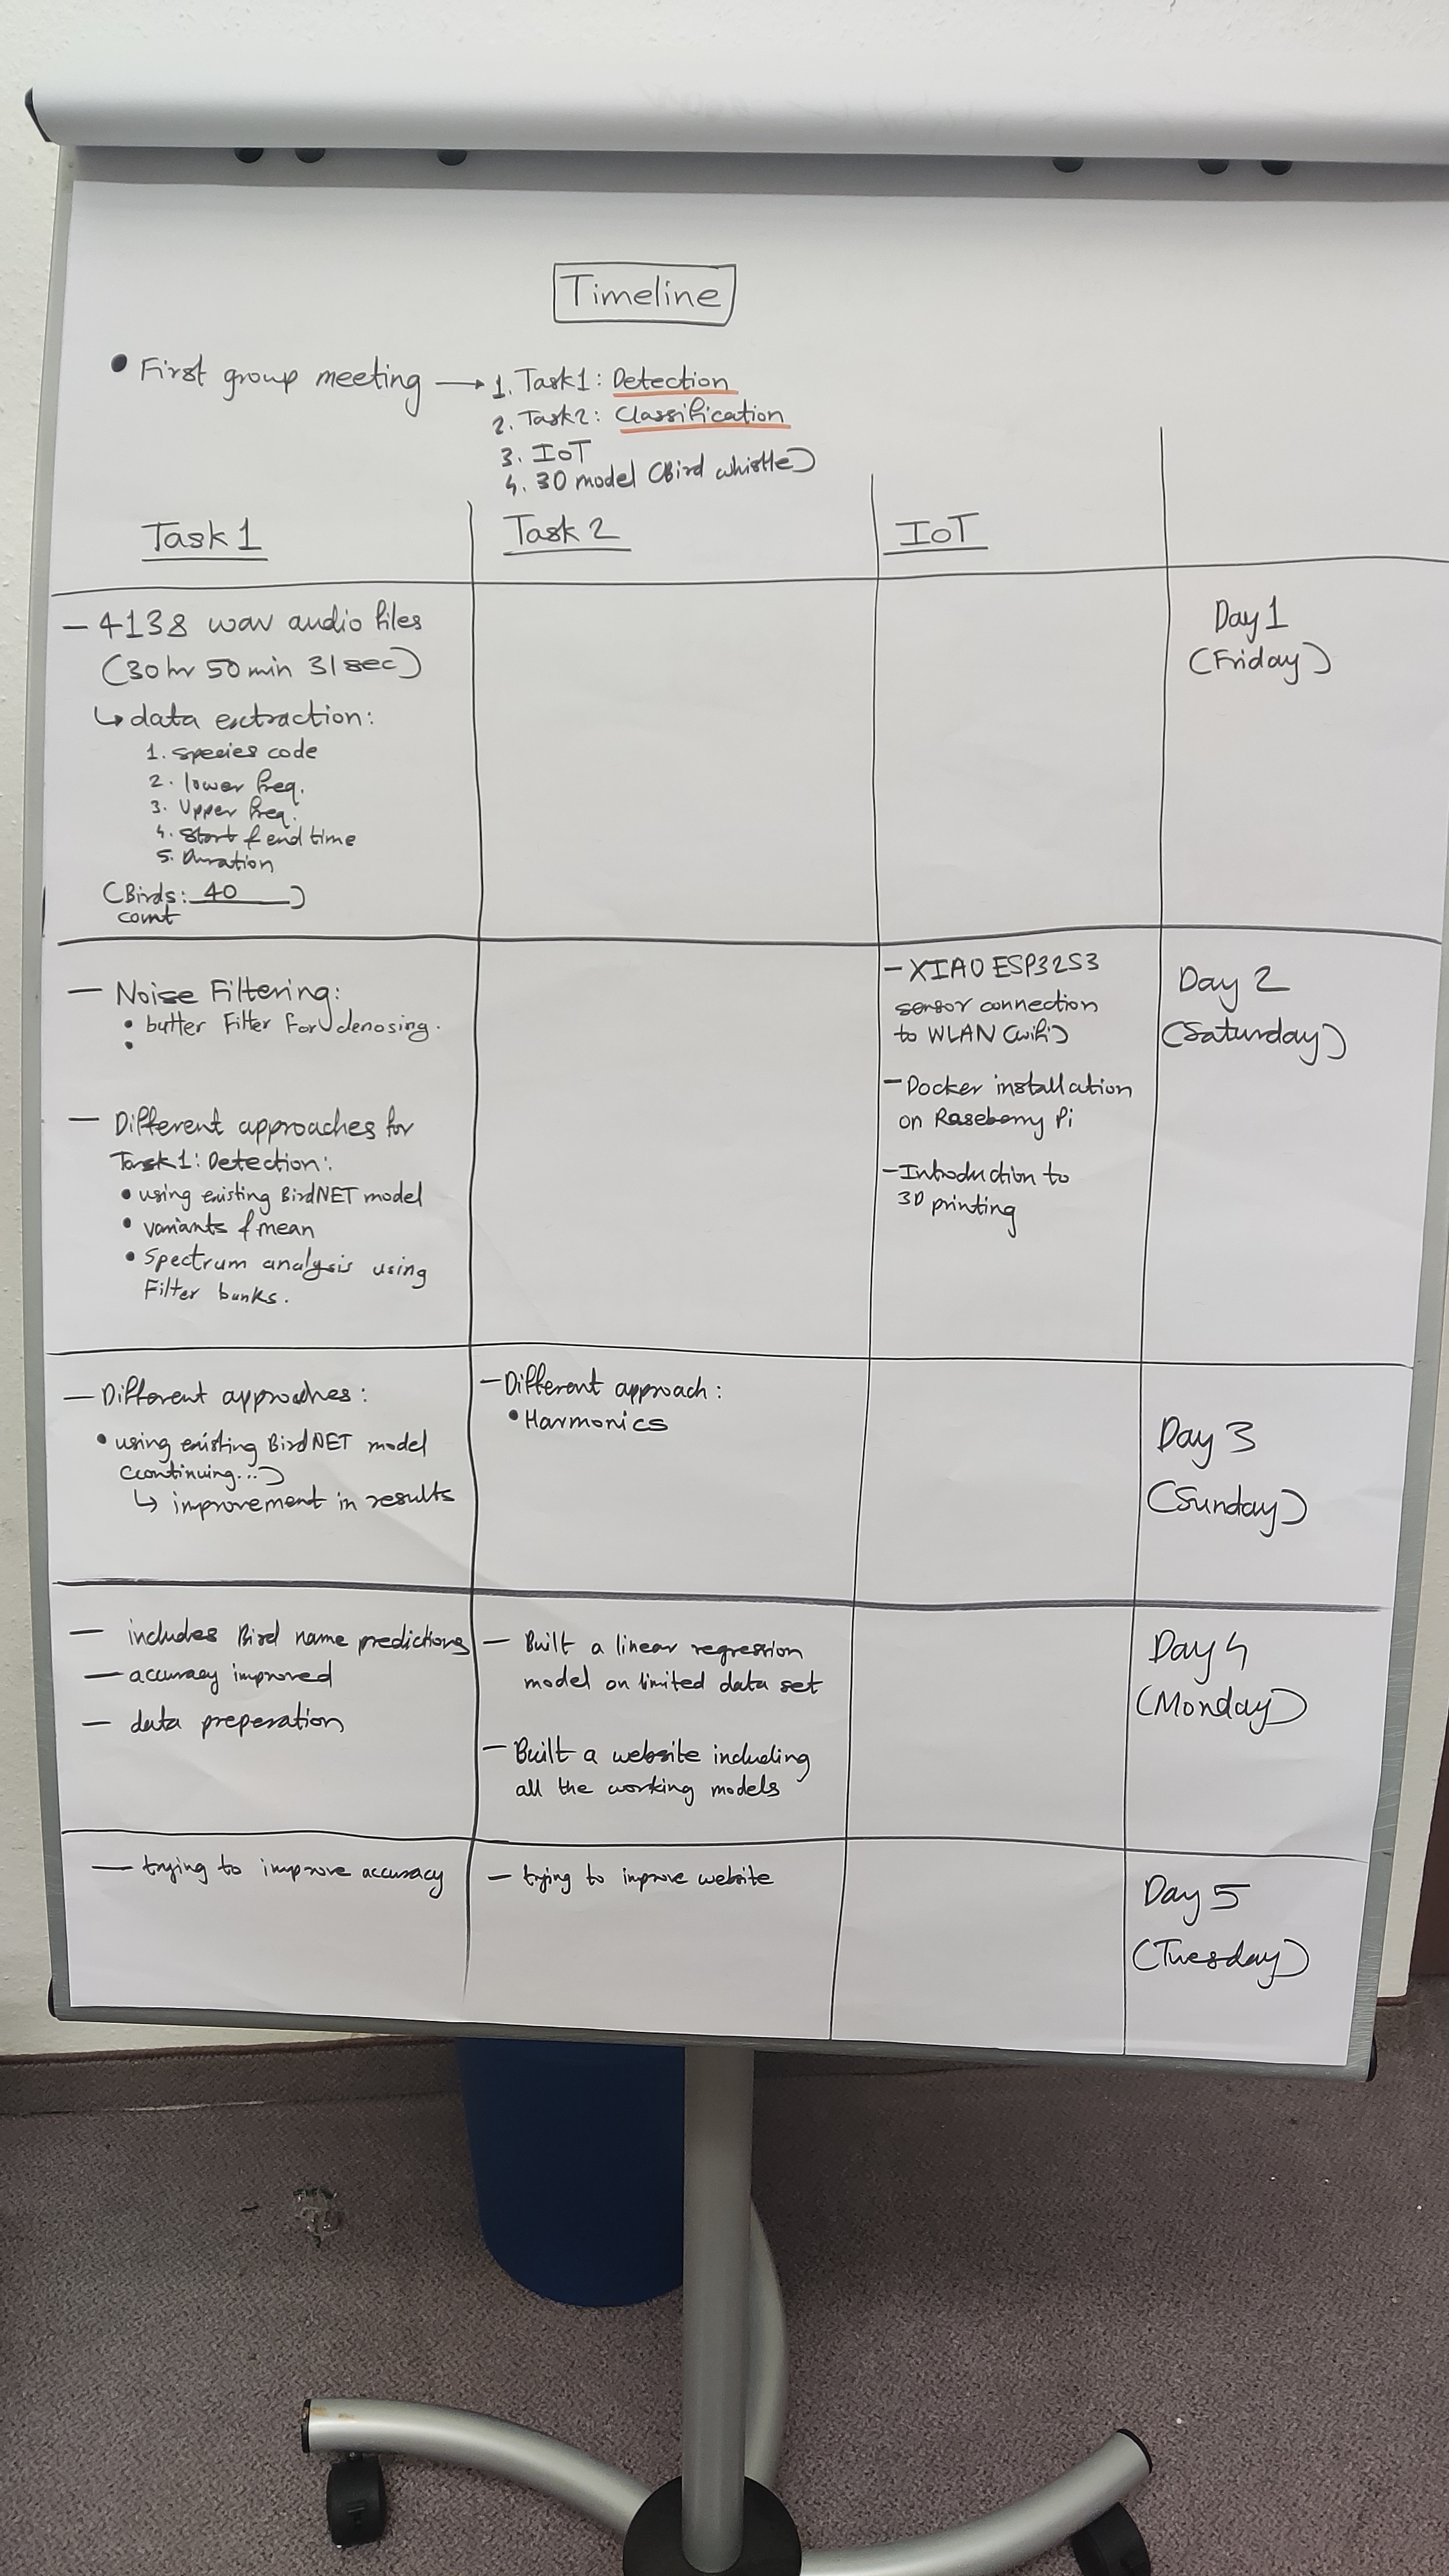 Timeline
• First group meeting → 1. Task1: Detection
2. Task2: Classification
3. IoT
4. 3D model (Bird whistle)
Task 1
Task 2
IoT
— 4138 wav audio files
(30 hr 50 min 31 sec)
↳ data extraction:
1. species code
2. lower freq.
3. Upper freq.
4. Start & end time
5. Duration
(Birds: 40)
count
Day 1
(Friday)
— Noise Filtering:
• butter Filter for denosing.
•
— Different approaches for
Task1: Detection:
• using existing BirdNET model
• variants & mean
• Spectrum analysis using
Filter banks.
— XIAO ESP32S3
sensor connection
to WLAN (wifi)
— Docker installation
on Raseberry Pi
— Introduction to
3D printing
Day 2
(Saturday)
— Different approaches:
• using existing BirdNET model
(continuing...)
↳ improvement in results
— Different approach:
• Harmonics
Day 3
(Sunday)
— includes Bird name predictions
— accuracy improved
— data preperation
— Built a linear regression
model on limited data set
— Built a website including
all the working models
Day 4
(Monday)
— trying to improve accuracy
— trying to improve website
Day 5
(Tuesday)